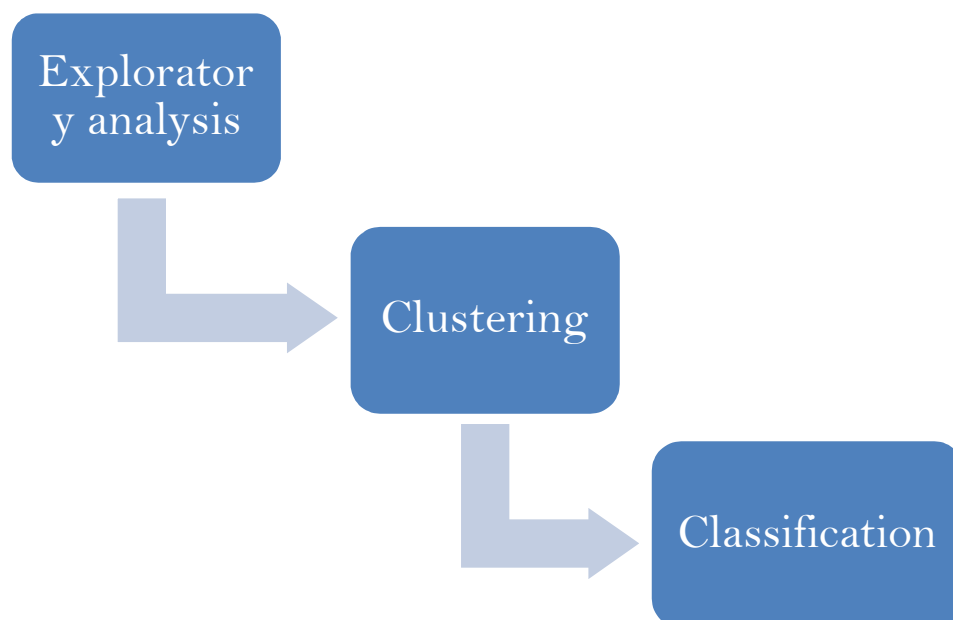 Explorator
y analysis
Clustering
Classification